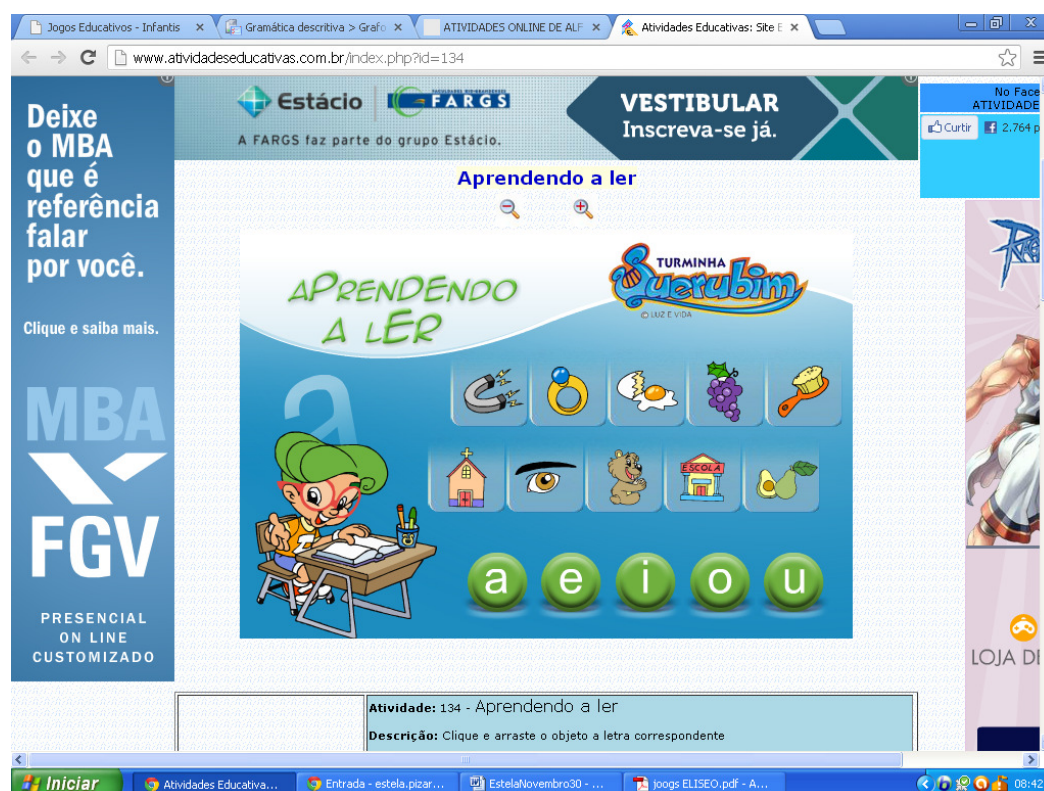 Jogos Educativos - Infantis
Gramática descritiva > Grafo
ATIVIDADES ONLINE DE ALF
Atividades Educativas: Site E
www.atividadeseducativas.com.br/index.php?id=134
Deixe
o MBA
que é
referência
falar
por você.
Clique e saiba mais.
MBA
FGV
PRESENCIAL
ON LINE
CUSTOMIZADO
Estácio
FARGS
A FARGS faz parte do grupo Estácio.
VESTIBULAR
Inscreva-se já.
No Face
ATIVIDADE
Curtir
2.764 p
Aprendendo a ler
APRENDENDO
A LER
TURMINHA
Querubim
© LUZ E VIDA
a
ESCOLA
a e i o u
LOJA DE
Atividade: 134 - Aprendendo a ler
Descrição: Clique e arraste o objeto a letra correspondente
Iniciar
Atividades Educativa...
Entrada - estela.pizar...
EstelaNovembro30 - ...
joogs ELISEO.pdf - A...
08:42